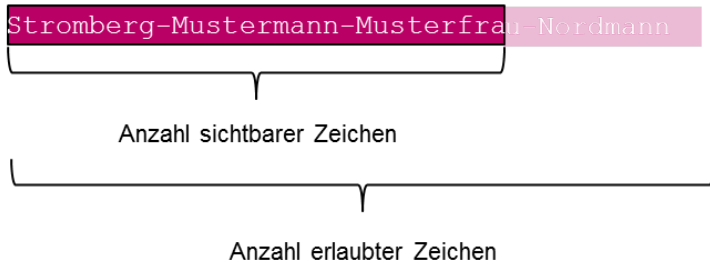 Stromberg-Mustermann-Musterfrau-Nordmann
Anzahl sichtbarer Zeichen
Anzahl erlaubter Zeichen